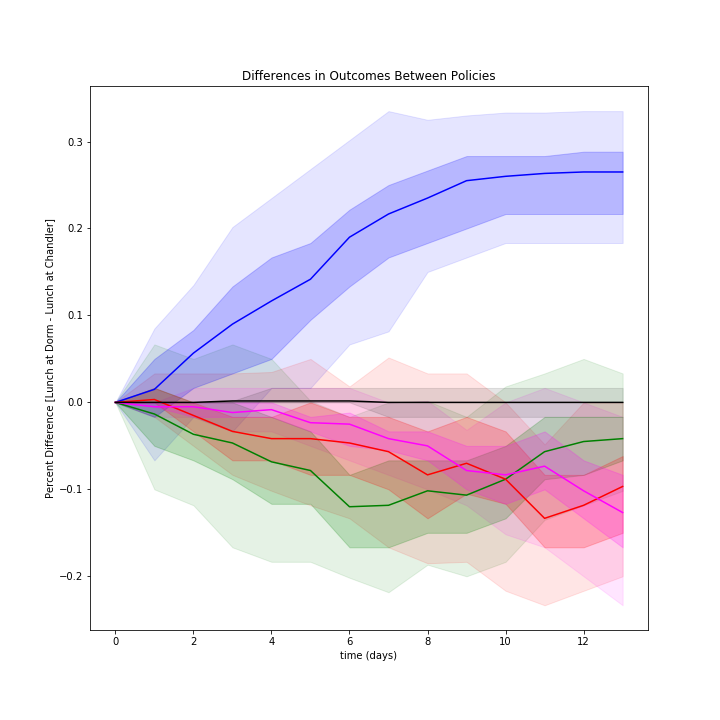 Differences in Outcomes Between Policies
Percent Difference [Lunch at Dorm - Lunch at Chandler]
0.3
0.2
0.1
0.0
−0.1
−0.2
0 2 4 6 8 10 12
time (days)